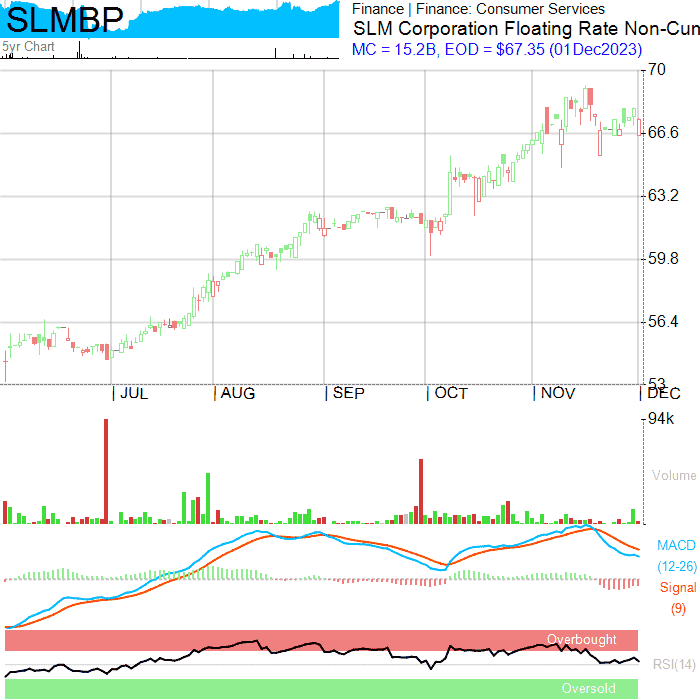 SLMBP
5yr Chart
Finance | Finance: Consumer Services
SLM Corporation Floating Rate Non-Cun
MC = 15.2B, EOD = $67.35 (01Dec2023)
70
66.6
63.2
59.8
56.4
53
JUL AUG SEP OCT NOV DEC
94k
Volume
MACD
(12-26)
Signal
(9)
Overbought
RSI(14)
Oversold